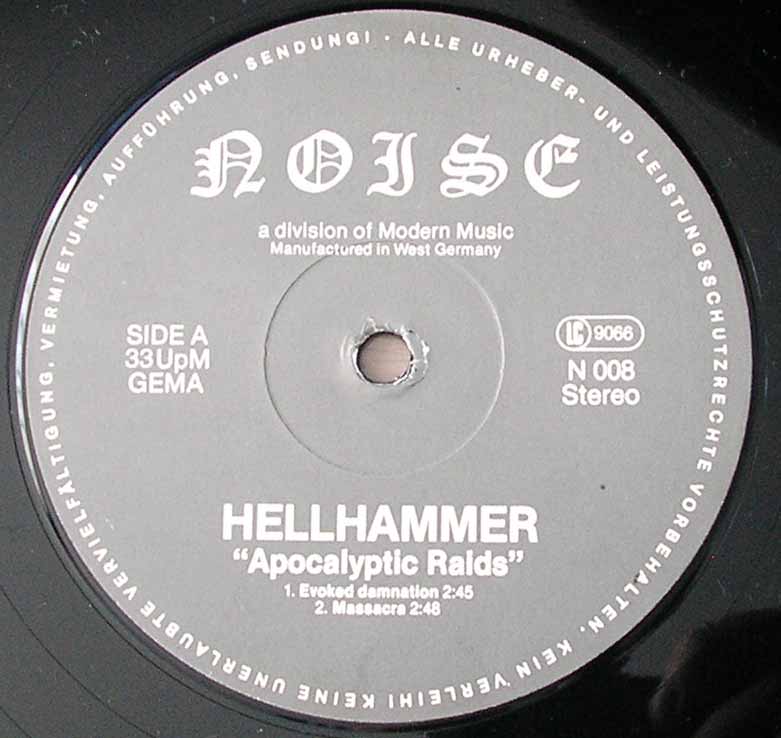 NOISE
a division of Modern Music
Manufactured in West Germany
SIDE A
33 UpM
GEMA
LC 9066
N 008
Stereo
HELLHAMMER
“Apocalyptic Raids”
1. Evoked damnation 2:45
2. Massacra 2:48
ALLE URHEBER- UND LEISTUNGSSCHUTZRECHTE VORBEHALTEN. KEIN VERLEIH! KEINE UNERLAUBTE VERVIELFÄLTIGUNG, VERMIETUNG, AUFFÜHRUNG, SENDUNG! ·